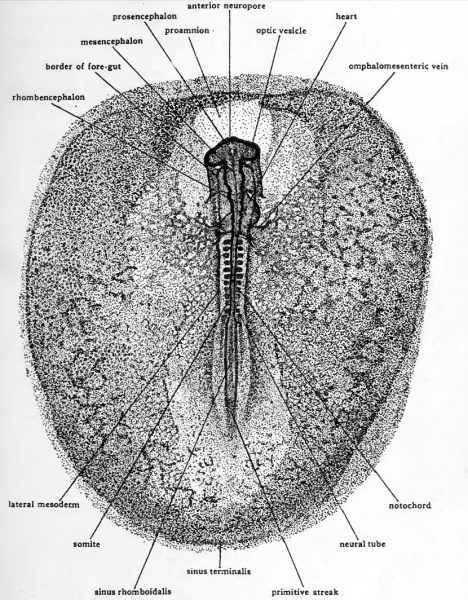 anterior neuropore
prosencephalon
heart
proamnion
optic vesicle
mesencephalon
border of fore-gut
omphalomesenteric vein
rhombencephalon
lateral mesoderm
notochord
somite
neural tube
sinus terminalis
sinus rhomboidalis
primitive streak